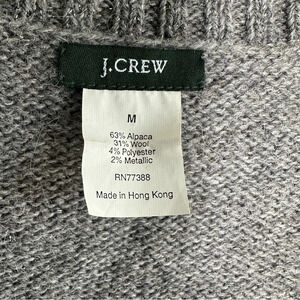 J.CREW
M
63% Alpaca
31% Wool
4% Polyester
2% Metallic
RN77388
Made in Hong Kong